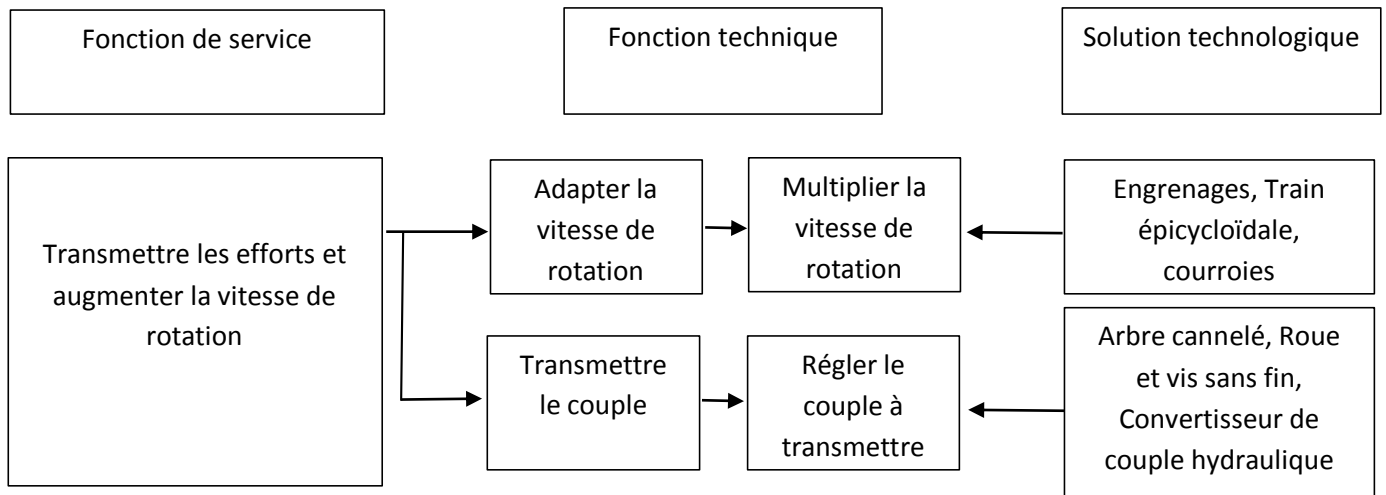 Fonction de service
Fonction technique
Solution technologique
Transmettre les efforts et
augmenter la vitesse de
rotation
Adapter la
vitesse de
rotation
Multiplier la
vitesse de
rotation
Engrenages, Train
épicycloïdale,
courroies
Transmettre
le couple
Régler le
couple à
transmettre
Arbre cannelé, Roue
et vis sans fin,
Convertisseur de
couple hydraulique